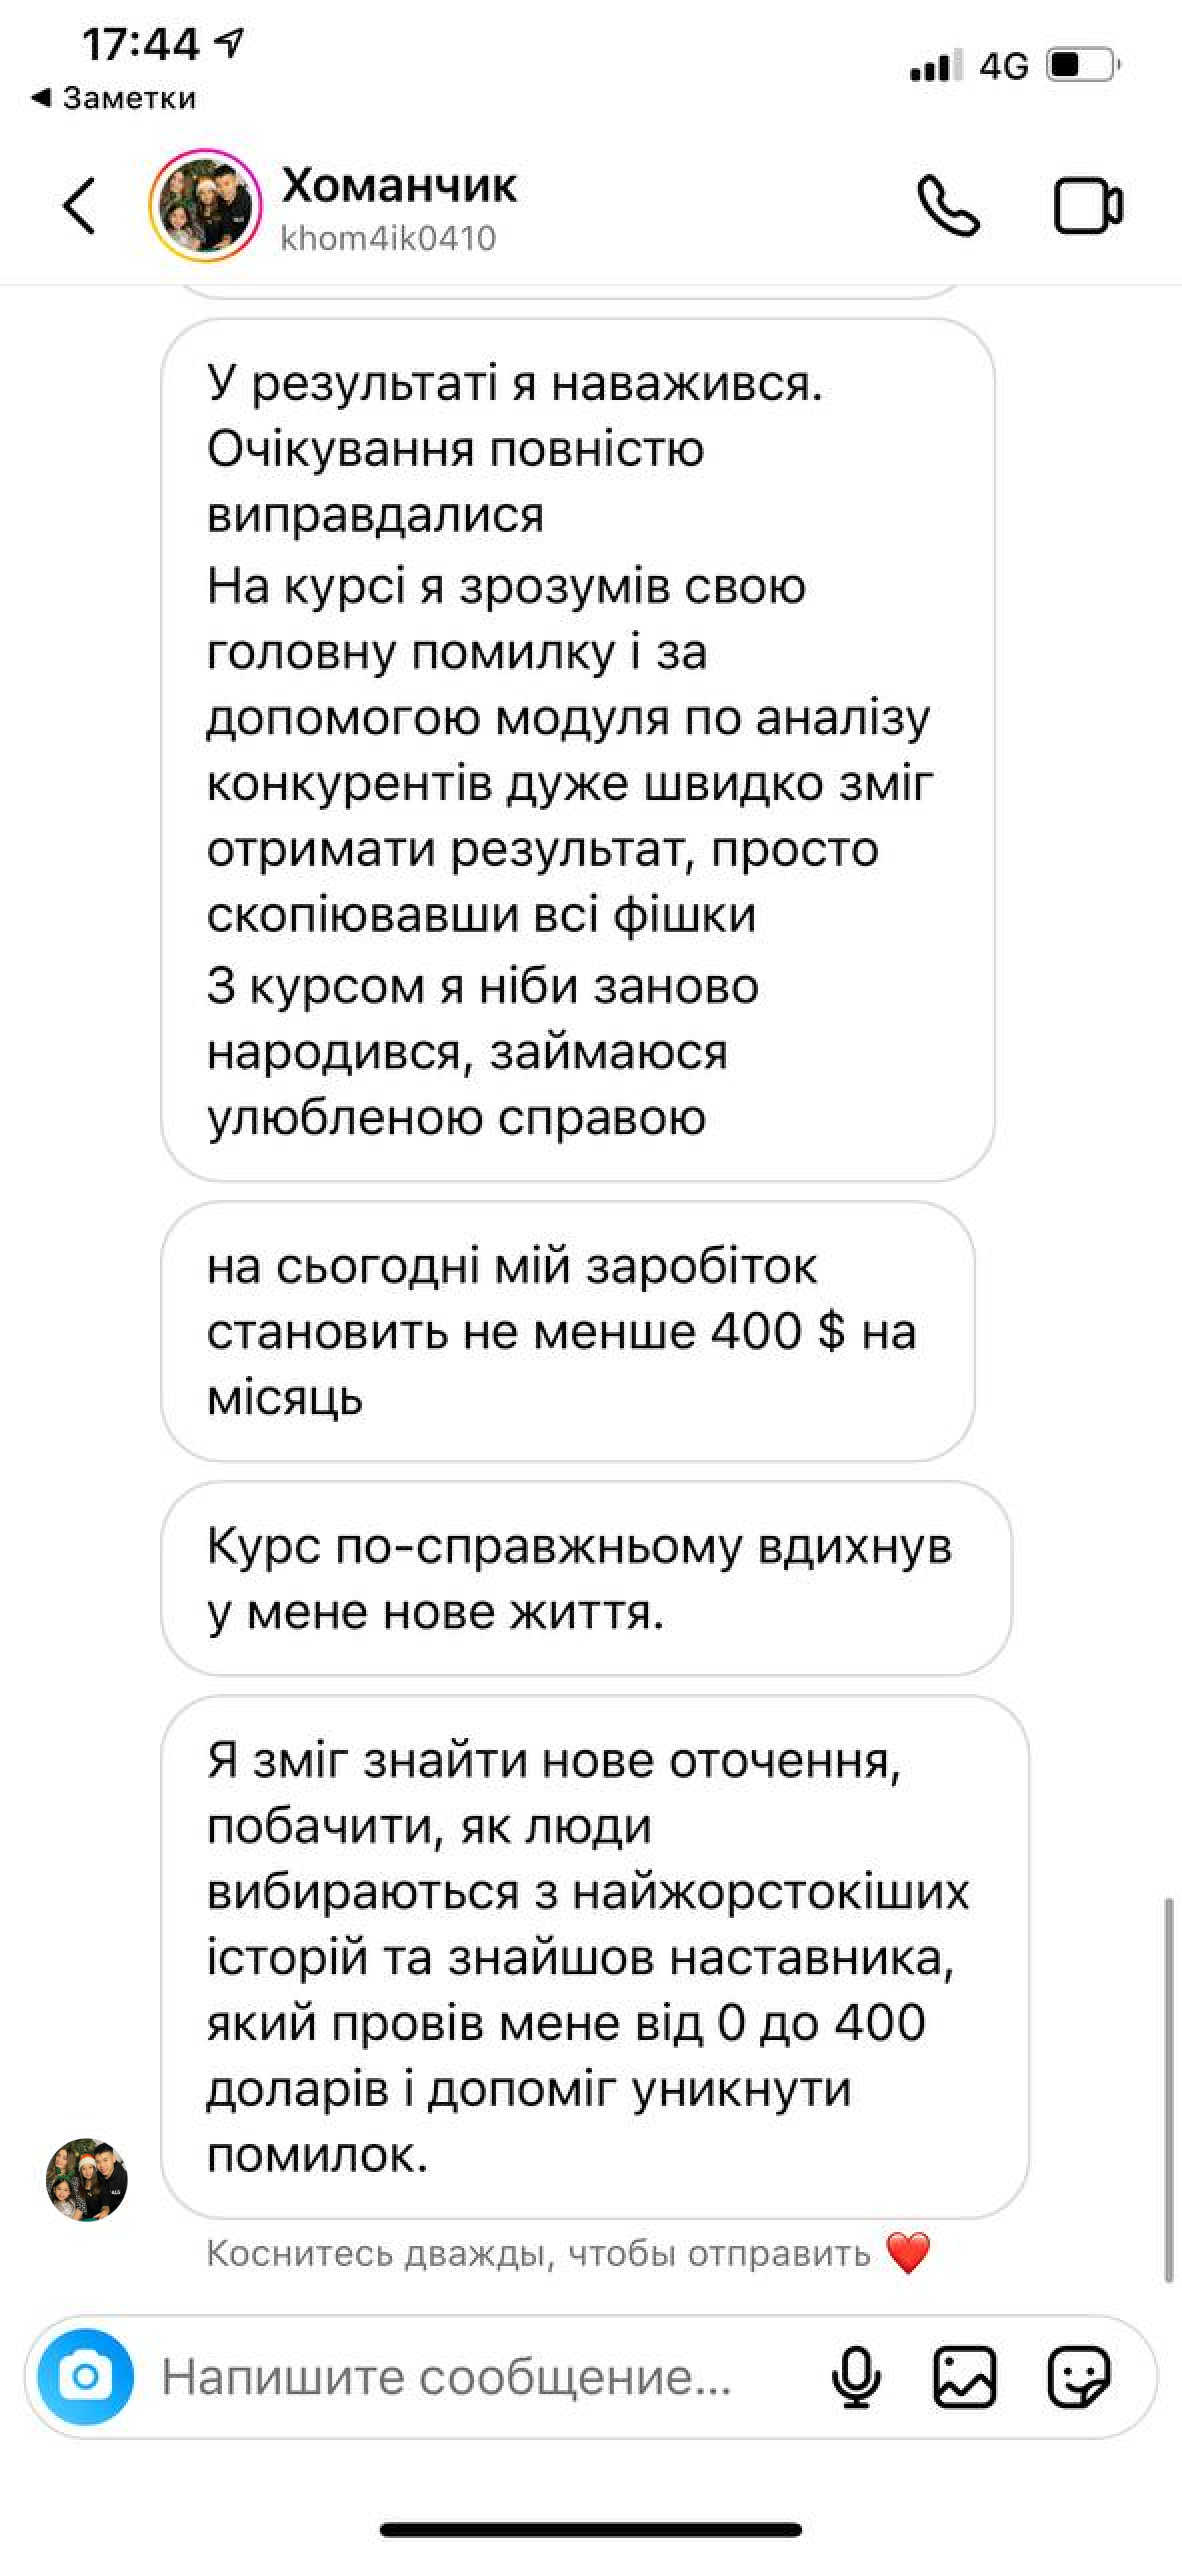 17:44
4G
Заметки
Хоманчик
khom4ik0410
У результаті я наважився.
Очікування повністю
виправдалися
На курсі я зрозумів свою
головну помилку і за
допомогою модуля по аналізу
конкурентів дуже швидко зміг
отримати результат, просто
скопіювавши всі фішки
З курсом я ніби заново
народився, займаюся
улюбленою справою
на сьогодні мій заробіток
становить не менше 400 $ на
місяць
Курс по-справжньому вдихнув
у мене нове життя.
Я зміг знайти нове оточення,
побачити, як люди
вибираються з найжорстокіших
історій та знайшов наставника,
який провів мене від 0 до 400
доларів і допоміг уникнути
помилок.
Коснитесь дважды, чтобы отправить ❤️
Напишите сообщение...